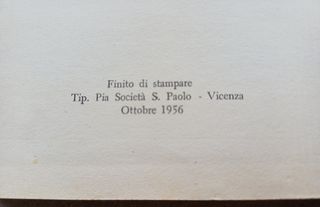 Finito di stampare
Tip. Pia Società S. Paolo - Vicenza
Ottobre 1956